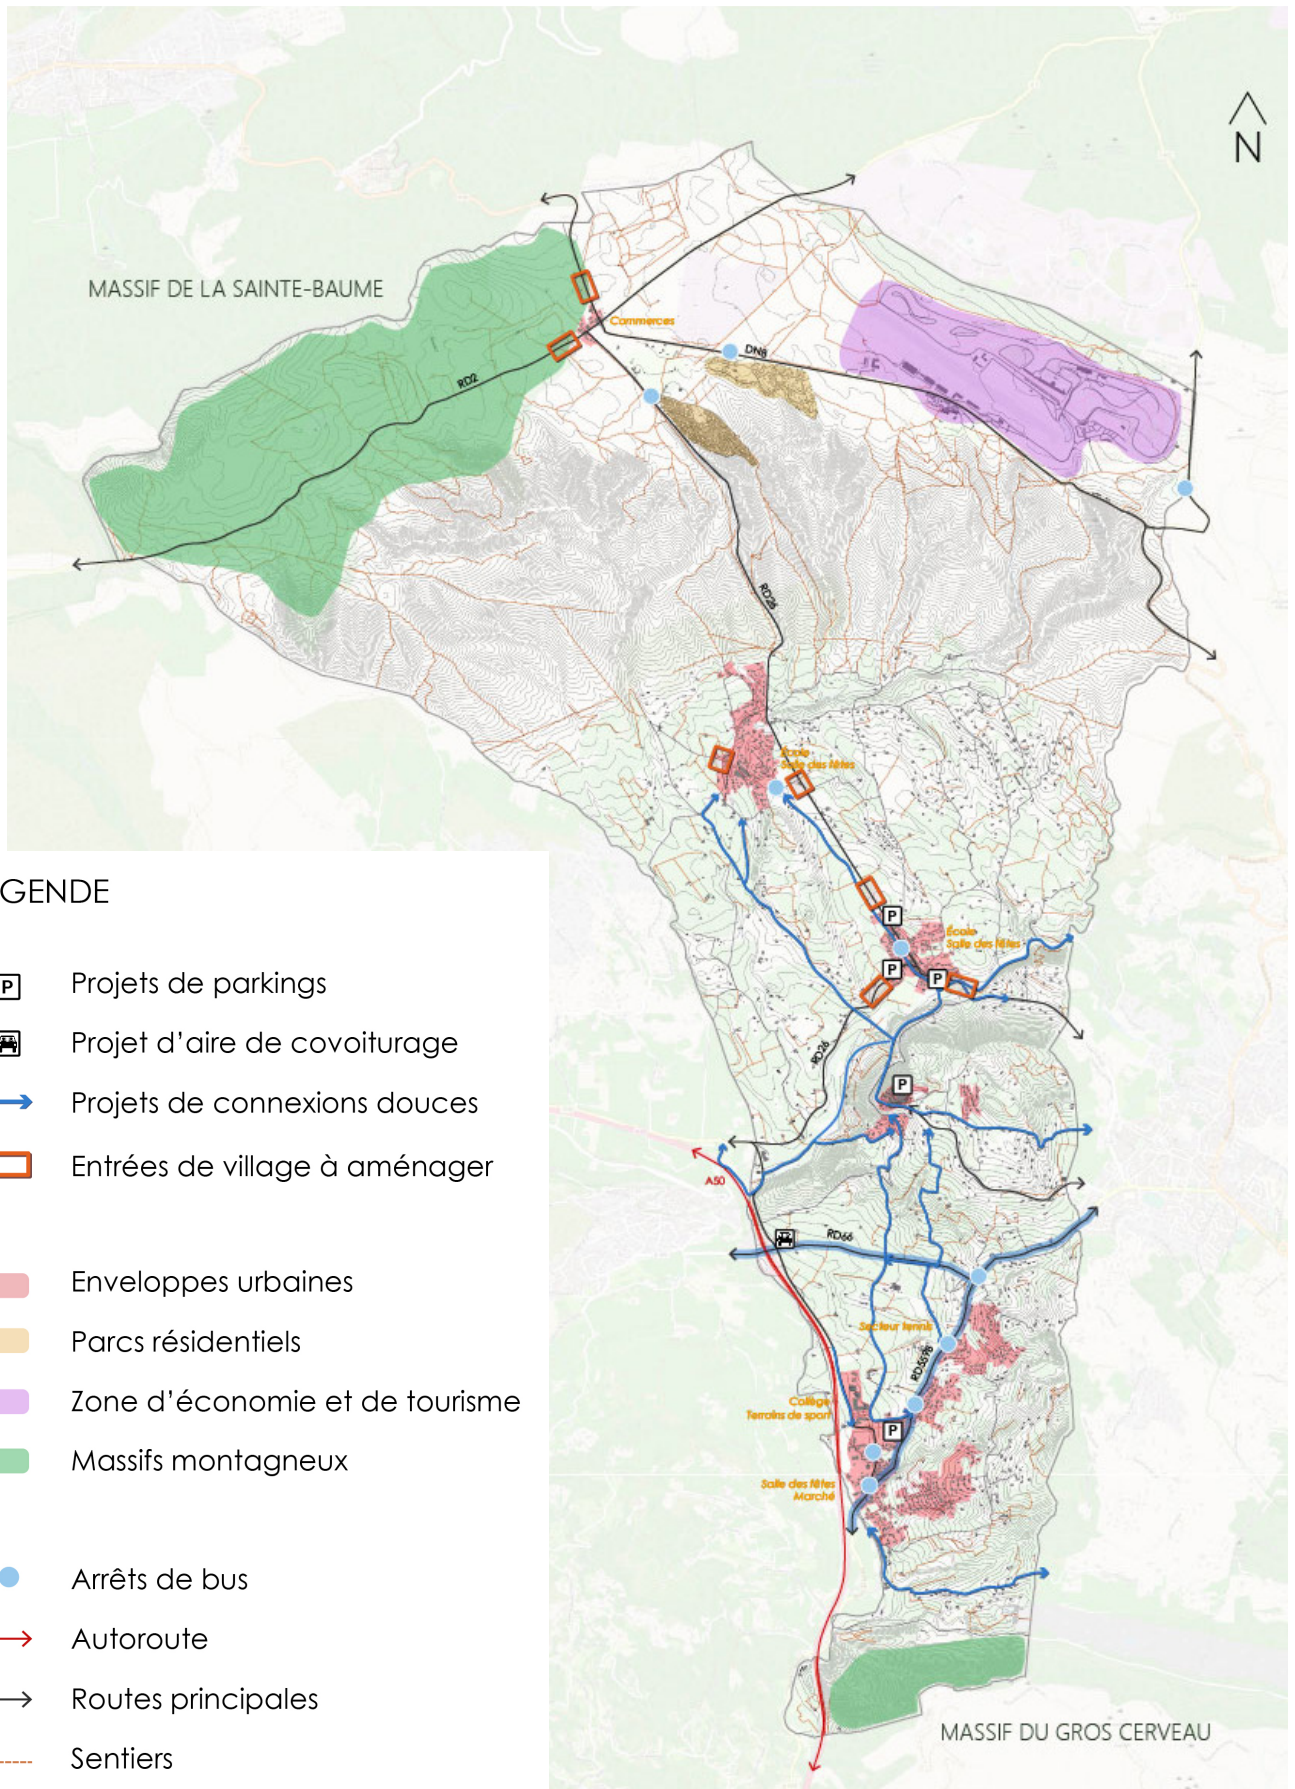 N
MASSIF DE LA SAINTE-BAUME
Commerces
DN8
RD2
RD26
École
Salle des fêtes
P
École
Salle des fêtes
P
P
RD26
P
A50
RD66
Secteur tennis
RD559B
Collège
Terrains de sport
P
Salle des fêtes
Marché
MASSIF DU GROS CERVEAU
GENDE
P Projets de parkings
Projet d'aire de covoiturage
Projets de connexions douces
Entrées de village à aménager
Enveloppes urbaines
Parcs résidentiels
Zone d'économie et de tourisme
Massifs montagneux
Arrêts de bus
Autoroute
Routes principales
Sentiers